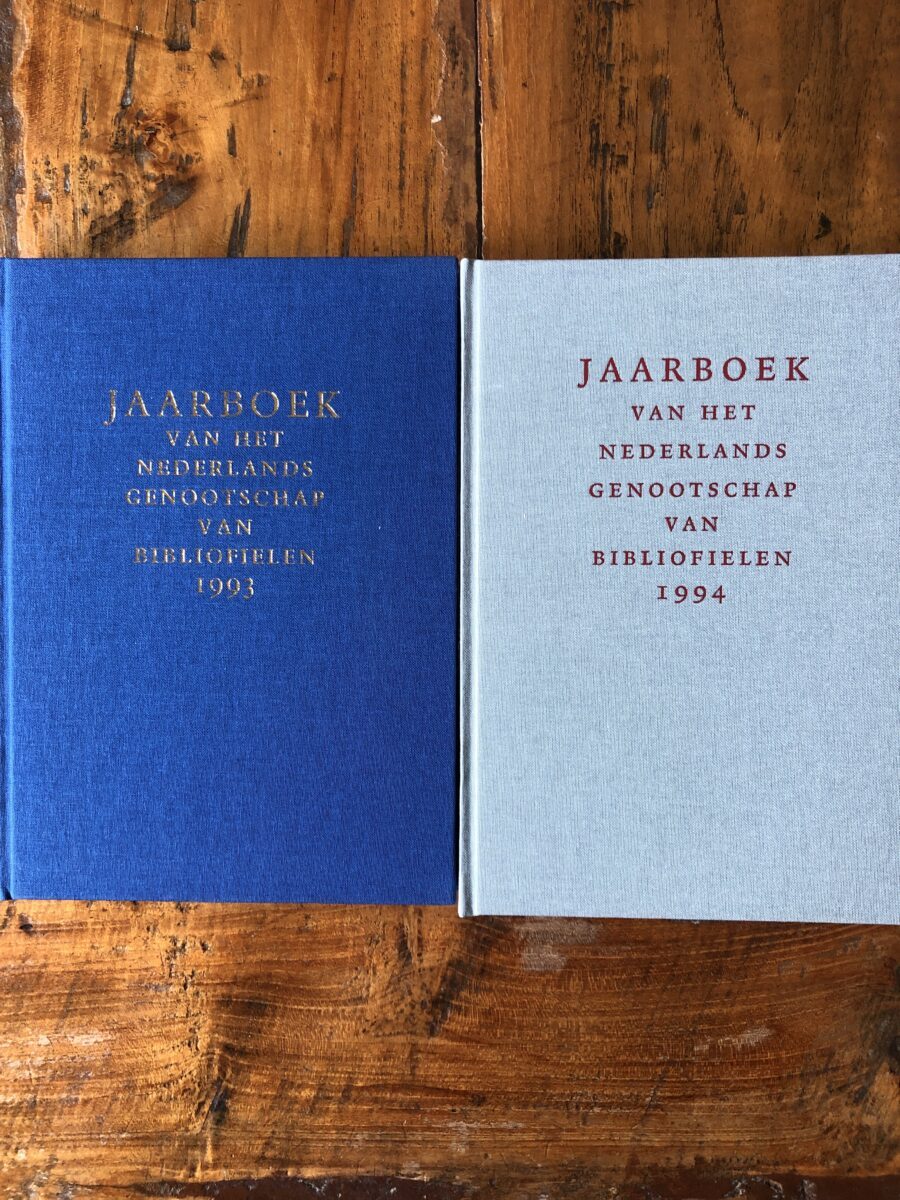 JAARBOEK
VAN HET
NEDERLANDS
GENOOTSCHAP
VAN
BIBLIOFIELEN
1993
JAARBOEK
VAN HET
NEDERLANDS
GENOOTSCHAP
VAN
BIBLIOFIELEN
1994